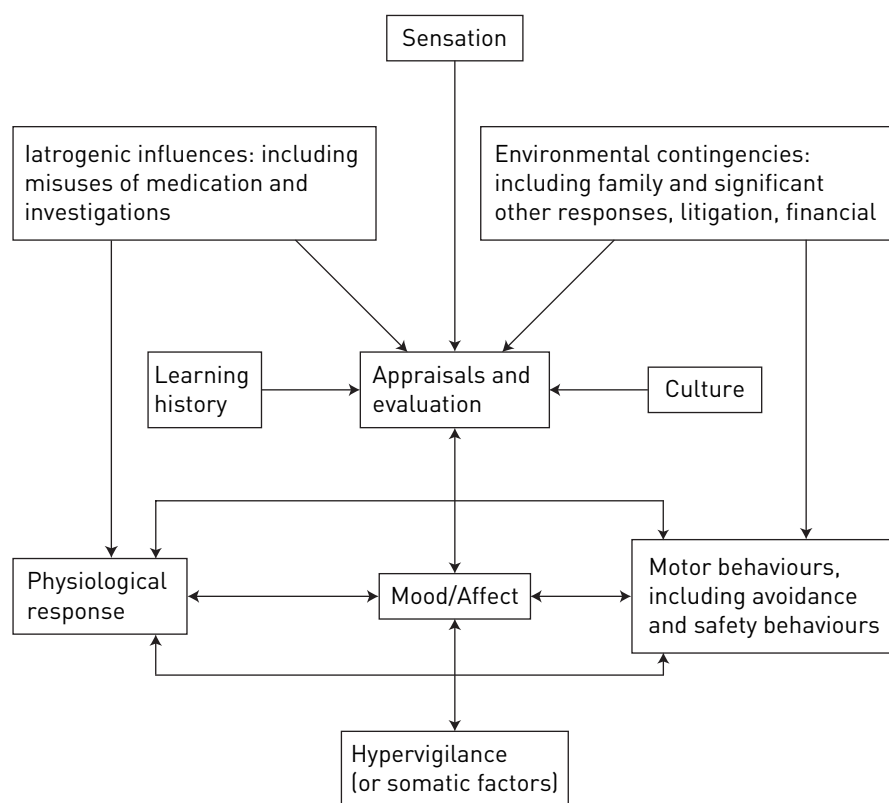 Sensation
Iatrogenic influences: including
misuses of medication and
investigations
Environmental contingencies:
including family and significant
other responses, litigation, financial
Learning
history
Appraisals and
evaluation
Culture
Physiological
response
Mood/Affect
Motor behaviours,
including avoidance
and safety behaviours
Hypervigilance
(or somatic factors)